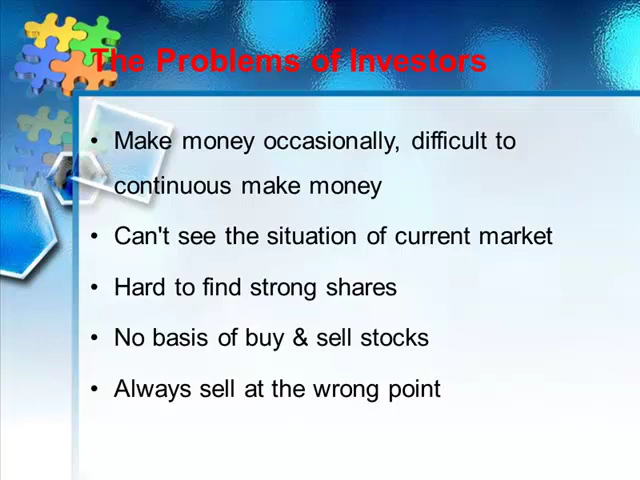 The Problems of Investors
• Make money occasionally, difficult to
continuous make money
• Can't see the situation of current market
• Hard to find strong shares
• No basis of buy & sell stocks
• Always sell at the wrong point